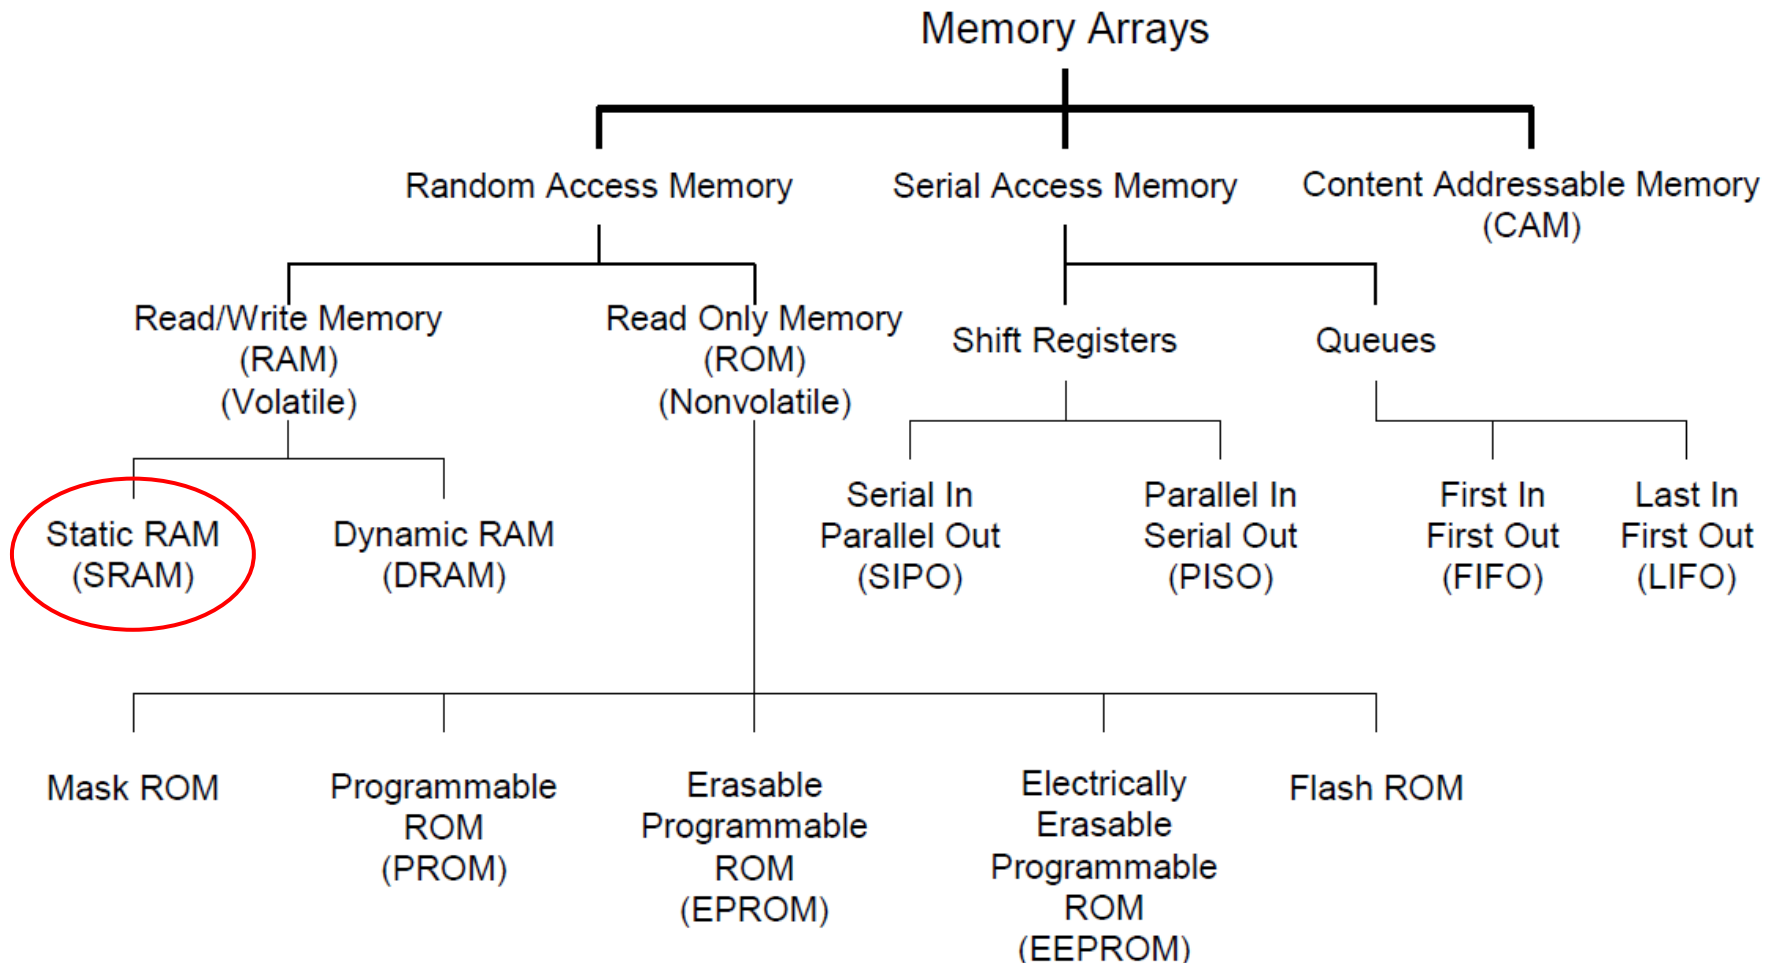 Memory Arrays
Random Access Memory
Serial Access Memory
Content Addressable Memory
(CAM)
Read/Write Memory
(RAM)
(Volatile)
Read Only Memory
(ROM)
(Nonvolatile)
Shift Registers
Queues
Static RAM
(SRAM)
Dynamic RAM
(DRAM)
Serial In
Parallel Out
(SIPO)
Parallel In
Serial Out
(PISO)
First In
First Out
(FIFO)
Last In
First Out
(LIFO)
Mask ROM
Programmable
ROM
(PROM)
Erasable
Programmable
ROM
(EPROM)
Electrically
Erasable
Programmable
ROM
(EEPROM)
Flash ROM